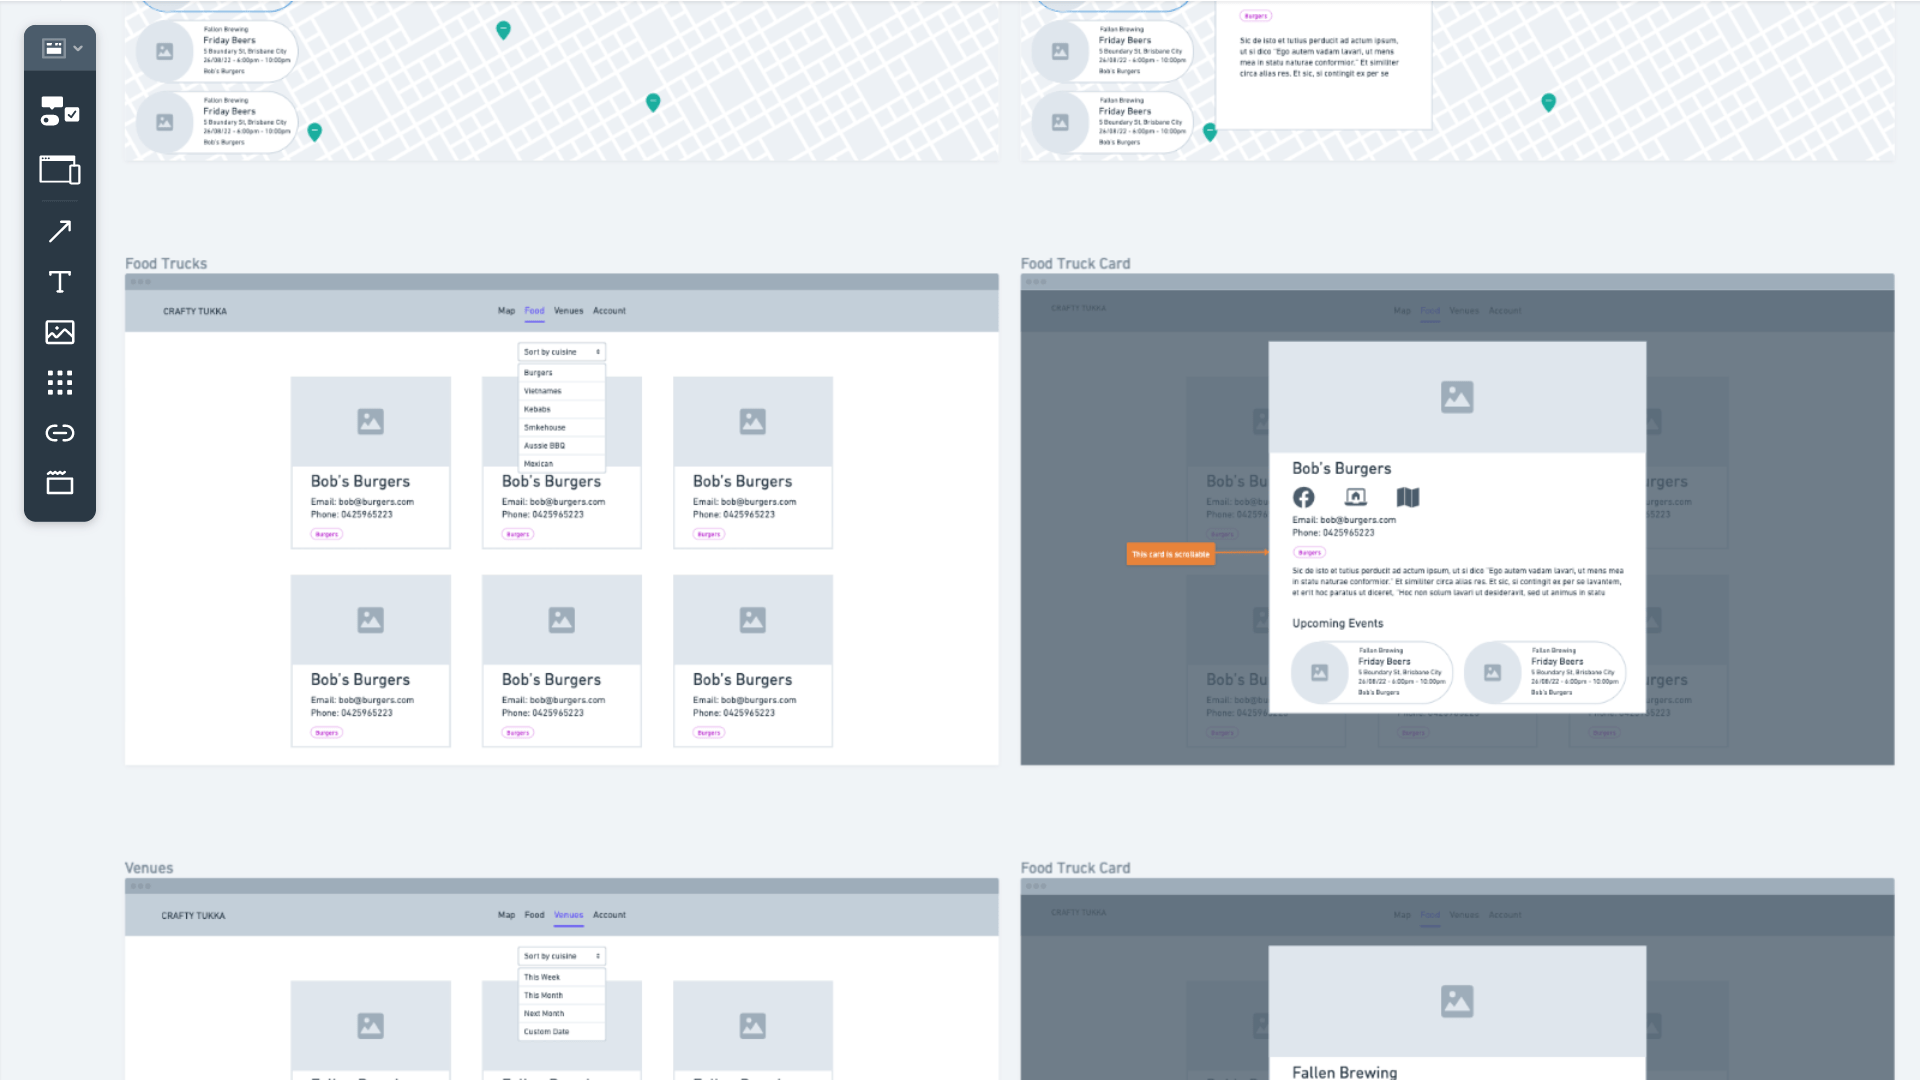 Fallon Brewing
Friday Beers
5 Boundary St, Brisbane City
26/08/22 - 6:00pm - 10:00pm
Bob's Burgers
Fallon Brewing
Friday Beers
5 Boundary St, Brisbane City
26/08/22 - 6:00pm - 10:00pm
Bob's Burgers
Fallon Brewing
Friday Beers
5 Boundary St, Brisbane City
26/08/22 - 6:00pm - 10:00pm
Bob's Burgers
Fallon Brewing
Friday Beers
5 Boundary St, Brisbane City
26/08/22 - 6:00pm - 10:00pm
Bob's Burgers
Burgers
Sic de isto et tutius perducit ad actum ipsum,
ut si dico "Ego autem vadam lavari, ut mens
mea in statu naturae conformior." Et similiter
circa alias res. Et sic, si contingit ex per se
Food Trucks
CRAFTY TUKKA
Map Food Venues Account
Sort by cuisine
Burgers
Vietnames
Kebabs
Smkehouse
Aussie BBQ
Mexican
Bob's Burgers
Email: bob@burgers.com
Phone: 0425965223
Burgers
Bob's Burgers
Email: bob@burgers.com
Phone: 0425965223
Burgers
Bob's Burgers
Email: bob@burgers.com
Phone: 0425965223
Burgers
Bob's Burgers
Email: bob@burgers.com
Phone: 0425965223
Burgers
Bob's Burgers
Email: bob@burgers.com
Phone: 0425965223
Burgers
Bob's Burgers
Email: bob@burgers.com
Phone: 0425965223
Burgers
Food Truck Card
CRAFTY TUKKA
Map Food Venues Account
Bob's Burgers
Email: bob@burgers.com
Phone: 0425965223
Burgers
This card is scrollable
Sic de isto et tutius perducit ad actum ipsum, ut si dico "Ego autem vadam lavari, ut mens mea
in statu naturae conformior." Et similiter circa alias res. Et sic, si contingit ex per se lavantem,
et erit hoc paratus ut diceret, "Hoc non solum lavari ut desideravit, sed ut animus in statu
Upcoming Events
Fallen Brewing
Friday Beers
5 Boundary St, Brisbane City
26/08/22 - 6:00pm - 10:00pm
Bob's Burgers
Fallen Brewing
Friday Beers
5 Boundary St, Brisbane City
26/08/22 - 6:00pm - 10:00pm
Bob's Burgers
Venues
CRAFTY TUKKA
Map Food Venues Account
Sort by cuisine
This Week
This Month
Next Month
Custom Date
Food Truck Card
CRAFTY TUKKA
Map Food Venues Account
Fallen Brewing